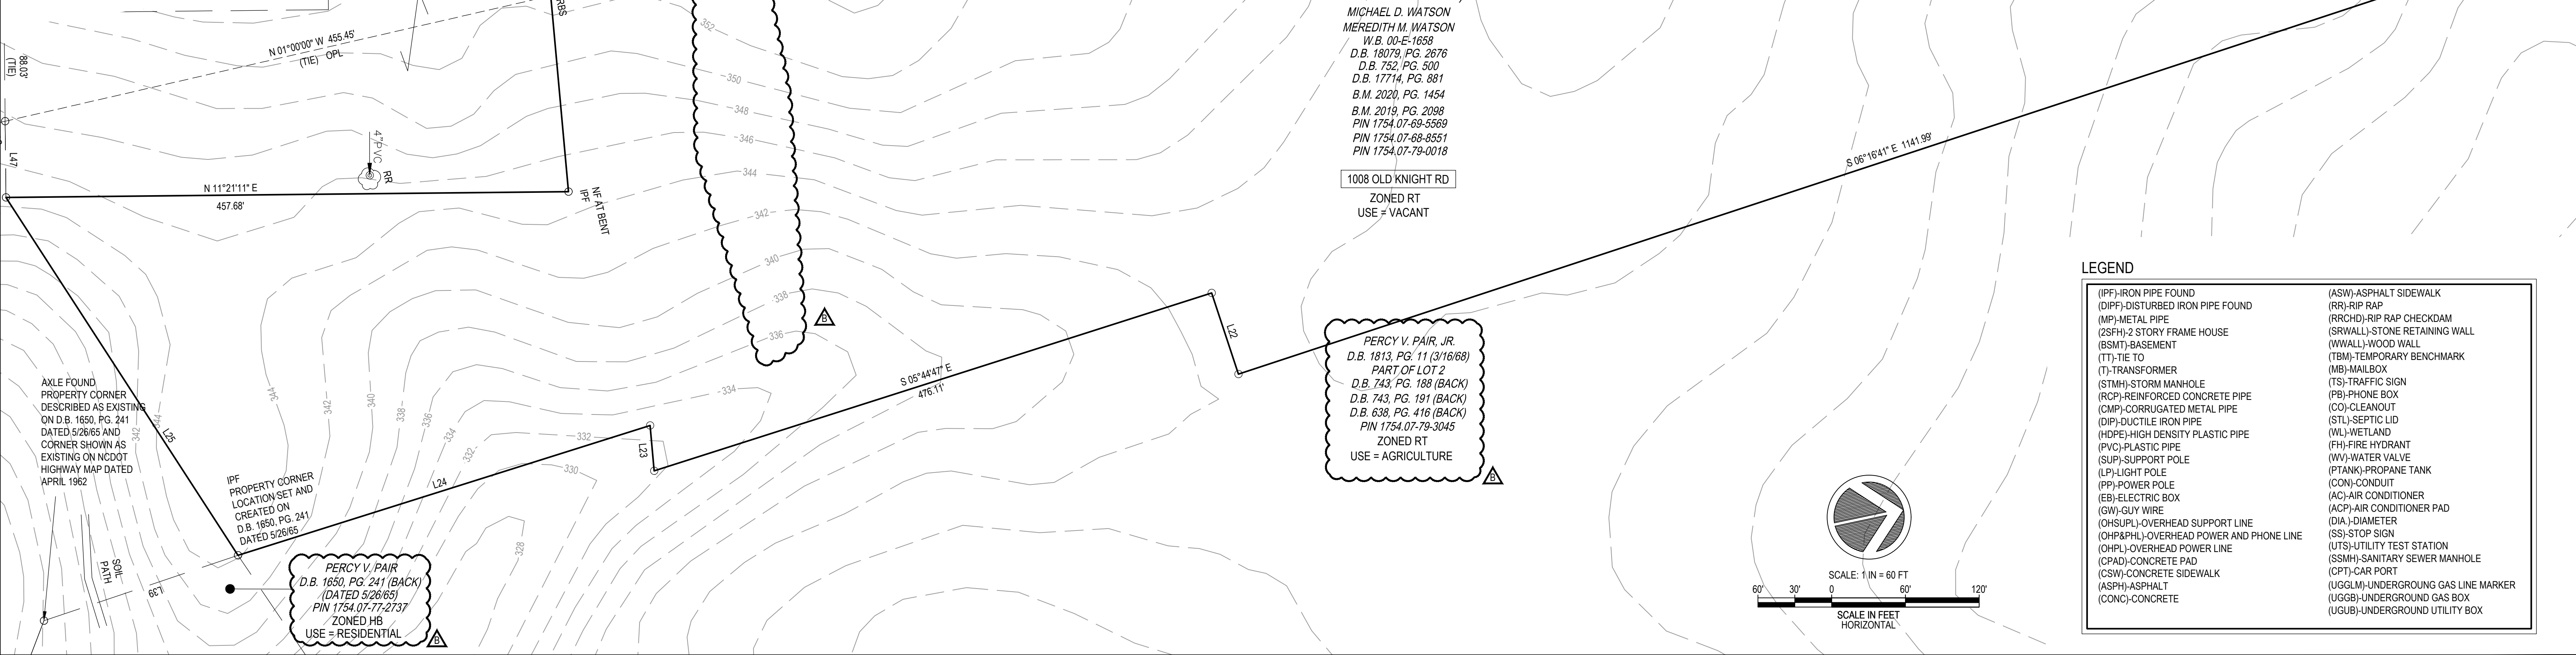 RBS
N 01°00'00" W 455.45'
(TIE) OPL
88.03'
(TIE)
L47
4"PVC
RR
N 11°21'11" E
457.68'
NF AT BENT
IPF
352
350
348
346
344
342
340
338
336
334
332
330
328
344
342
340
338
336
334
332
342
344
MICHAEL D. WATSON
MEREDITH M. WATSON
W.B. 00-E-1658
D.B. 18079, PG. 2676
D.B. 752, PG. 500
D.B. 17714, PG. 881
B.M. 2020, PG. 1454
B.M. 2019, PG. 2098
PIN 1754.07-69-5569
PIN 1754.07-68-8551
PIN 1754.07-79-0018
1008 OLD KNIGHT RD
ZONED RT
USE = VACANT
S 06°16'41" E 1141.99'
L22
S 05°44'47" E
476.11'
L23
L24
L25
B
AXLE FOUND
PROPERTY CORNER
DESCRIBED AS EXISTING
ON D.B. 1650, PG. 241
DATED 5/26/65 AND
CORNER SHOWN AS
EXISTING ON NCDOT
HIGHWAY MAP DATED
APRIL 1962
IPF
PROPERTY CORNER
LOCATION SET AND
CREATED ON
D.B. 1650, PG. 241
DATED 5/26/65
SOIL
PATH
L39
PERCY V. PAIR
D.B. 1650, PG. 241 (BACK)
(DATED 5/26/65)
PIN 1754.07-77-2737
ZONED HB
USE = RESIDENTIAL
B
PERCY V. PAIR, JR.
D.B. 1813, PG. 11 (3/16/68)
PART OF LOT 2
D.B. 743, PG. 188 (BACK)
D.B. 743, PG. 191 (BACK)
D.B. 638, PG. 416 (BACK)
PIN 1754.07-79-3045
ZONED RT
USE = AGRICULTURE
B
SCALE: 1 IN = 60 FT
60' 30' 0 60' 120'
SCALE IN FEET
HORIZONTAL
LEGEND
(IPF)-IRON PIPE FOUND
(DIPF)-DISTURBED IRON PIPE FOUND
(MP)-METAL PIPE
(2SFH)-2 STORY FRAME HOUSE
(BSMT)-BASEMENT
(TT)-TIE TO
(T)-TRANSFORMER
(STMH)-STORM MANHOLE
(RCP)-REINFORCED CONCRETE PIPE
(CMP)-CORRUGATED METAL PIPE
(DIP)-DUCTILE IRON PIPE
(HDPE)-HIGH DENSITY PLASTIC PIPE
(PVC)-PLASTIC PIPE
(SUP)-SUPPORT POLE
(LP)-LIGHT POLE
(PP)-POWER POLE
(EB)-ELECTRIC BOX
(GW)-GUY WIRE
(OHSUPL)-OVERHEAD SUPPORT LINE
(OHP&PHL)-OVERHEAD POWER AND PHONE LINE
(OHPL)-OVERHEAD POWER LINE
(CPAD)-CONCRETE PAD
(CSW)-CONCRETE SIDEWALK
(ASPH)-ASPHALT
(CONC)-CONCRETE
(ASW)-ASPHALT SIDEWALK
(RR)-RIP RAP
(RRCHD)-RIP RAP CHECKDAM
(SRWALL)-STONE RETAINING WALL
(WWALL)-WOOD WALL
(TBM)-TEMPORARY BENCHMARK
(MB)-MAILBOX
(TS)-TRAFFIC SIGN
(PB)-PHONE BOX
(CO)-CLEANOUT
(STL)-SEPTIC LID
(WL)-WETLAND
(FH)-FIRE HYDRANT
(WV)-WATER VALVE
(PTANK)-PROPANE TANK
(CON)-CONDUIT
(AC)-AIR CONDITIONER
(ACP)-AIR CONDITIONER PAD
(DIA.)-DIAMETER
(SS)-STOP SIGN
(UTS)-UTILITY TEST STATION
(SSMH)-SANITARY SEWER MANHOLE
(CPT)-CAR PORT
(UGGLM)-UNDERGROUNG GAS LINE MARKER
(UGGB)-UNDERGROUND GAS BOX
(UGUB)-UNDERGROUND UTILITY BOX